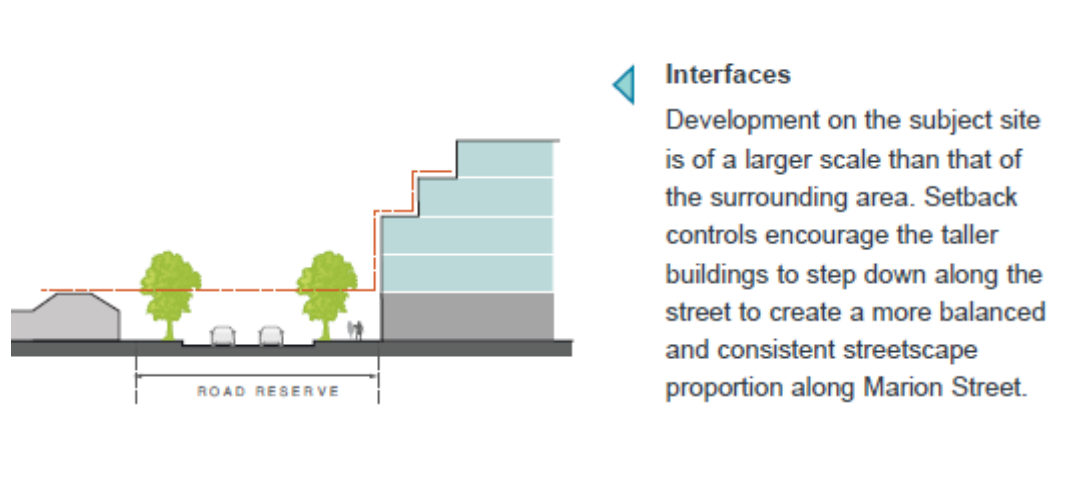 Interfaces
Development on the subject site
is of a larger scale than that of
the surrounding area. Setback
controls encourage the taller
buildings to step down along the
street to create a more balanced
and consistent streetscape
proportion along Marion Street.
ROAD RESERVE